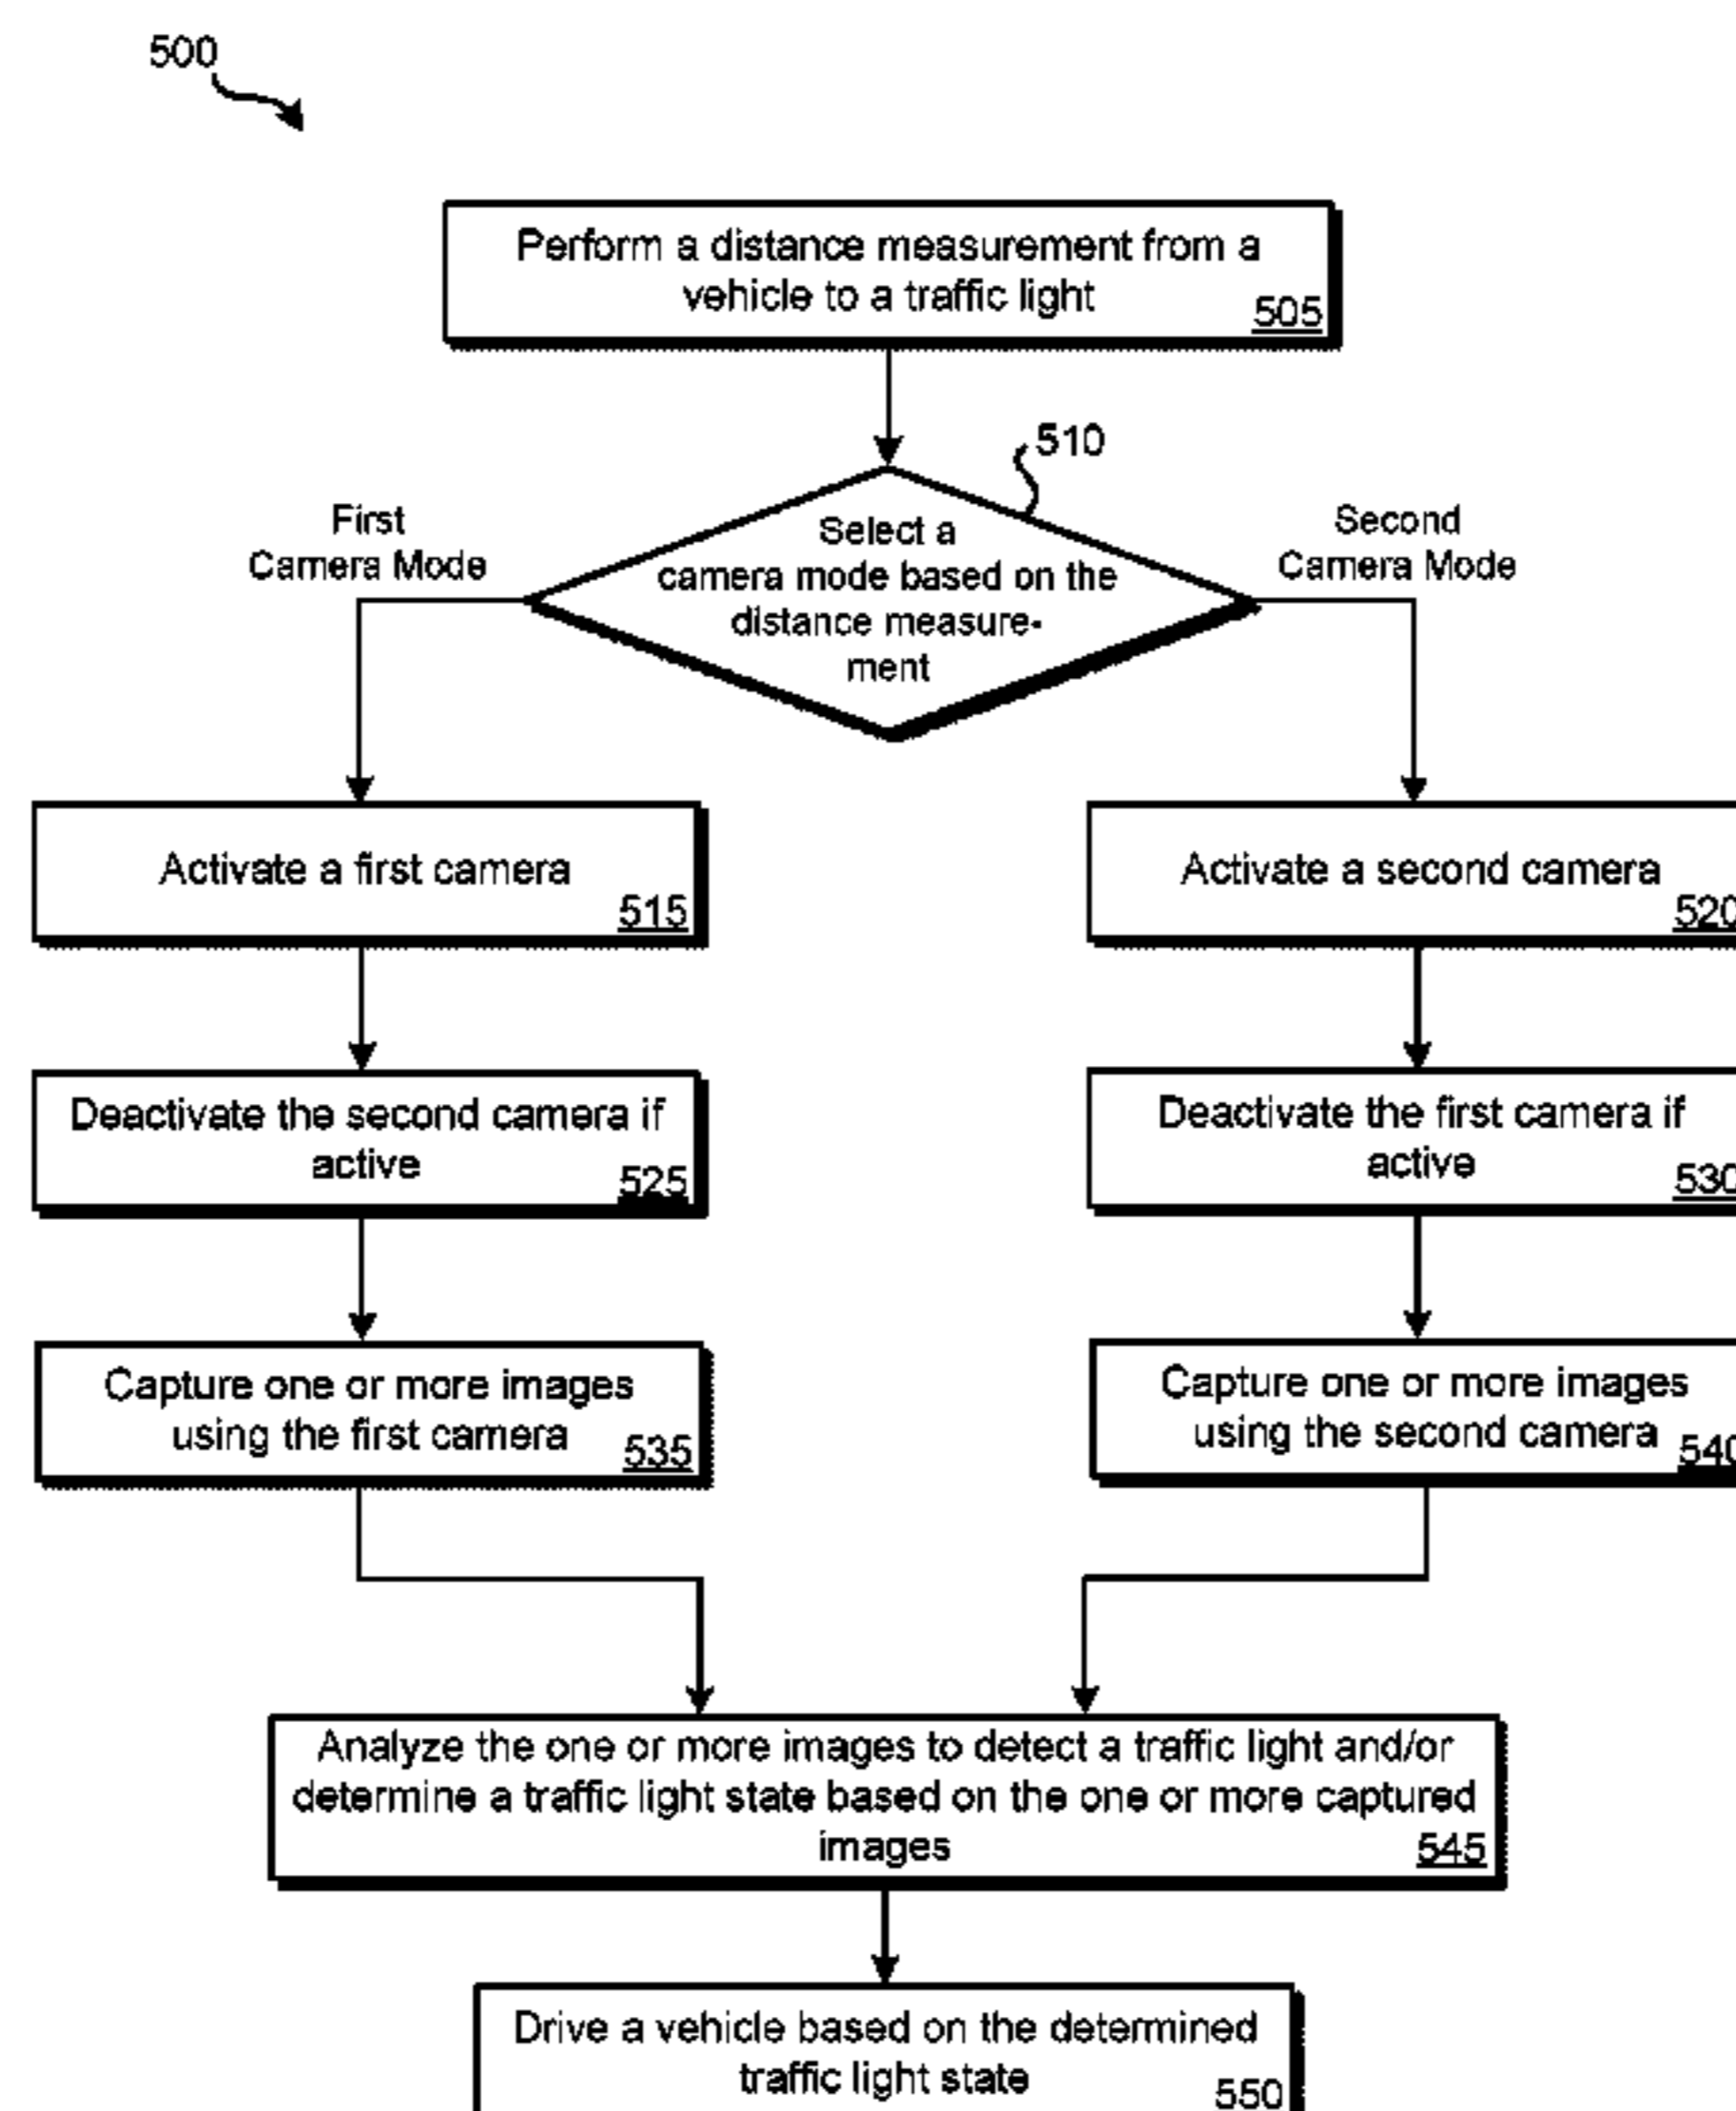 500
Perform a distance measurement from a
vehicle to a traffic light
505
510
First
Camera Mode
Select a
camera mode based on the
distance measure-
ment
Second
Camera Mode
Activate a first camera
515
Activate a second camera
520
Deactivate the second camera if
active
525
Deactivate the first camera if
active
530
Capture one or more images
using the first camera
535
Capture one or more images
using the second camera
540
Analyze the one or more images to detect a traffic light and/or
determine a traffic light state based on the one or more captured
images
545
Drive a vehicle based on the determined
traffic light state
550